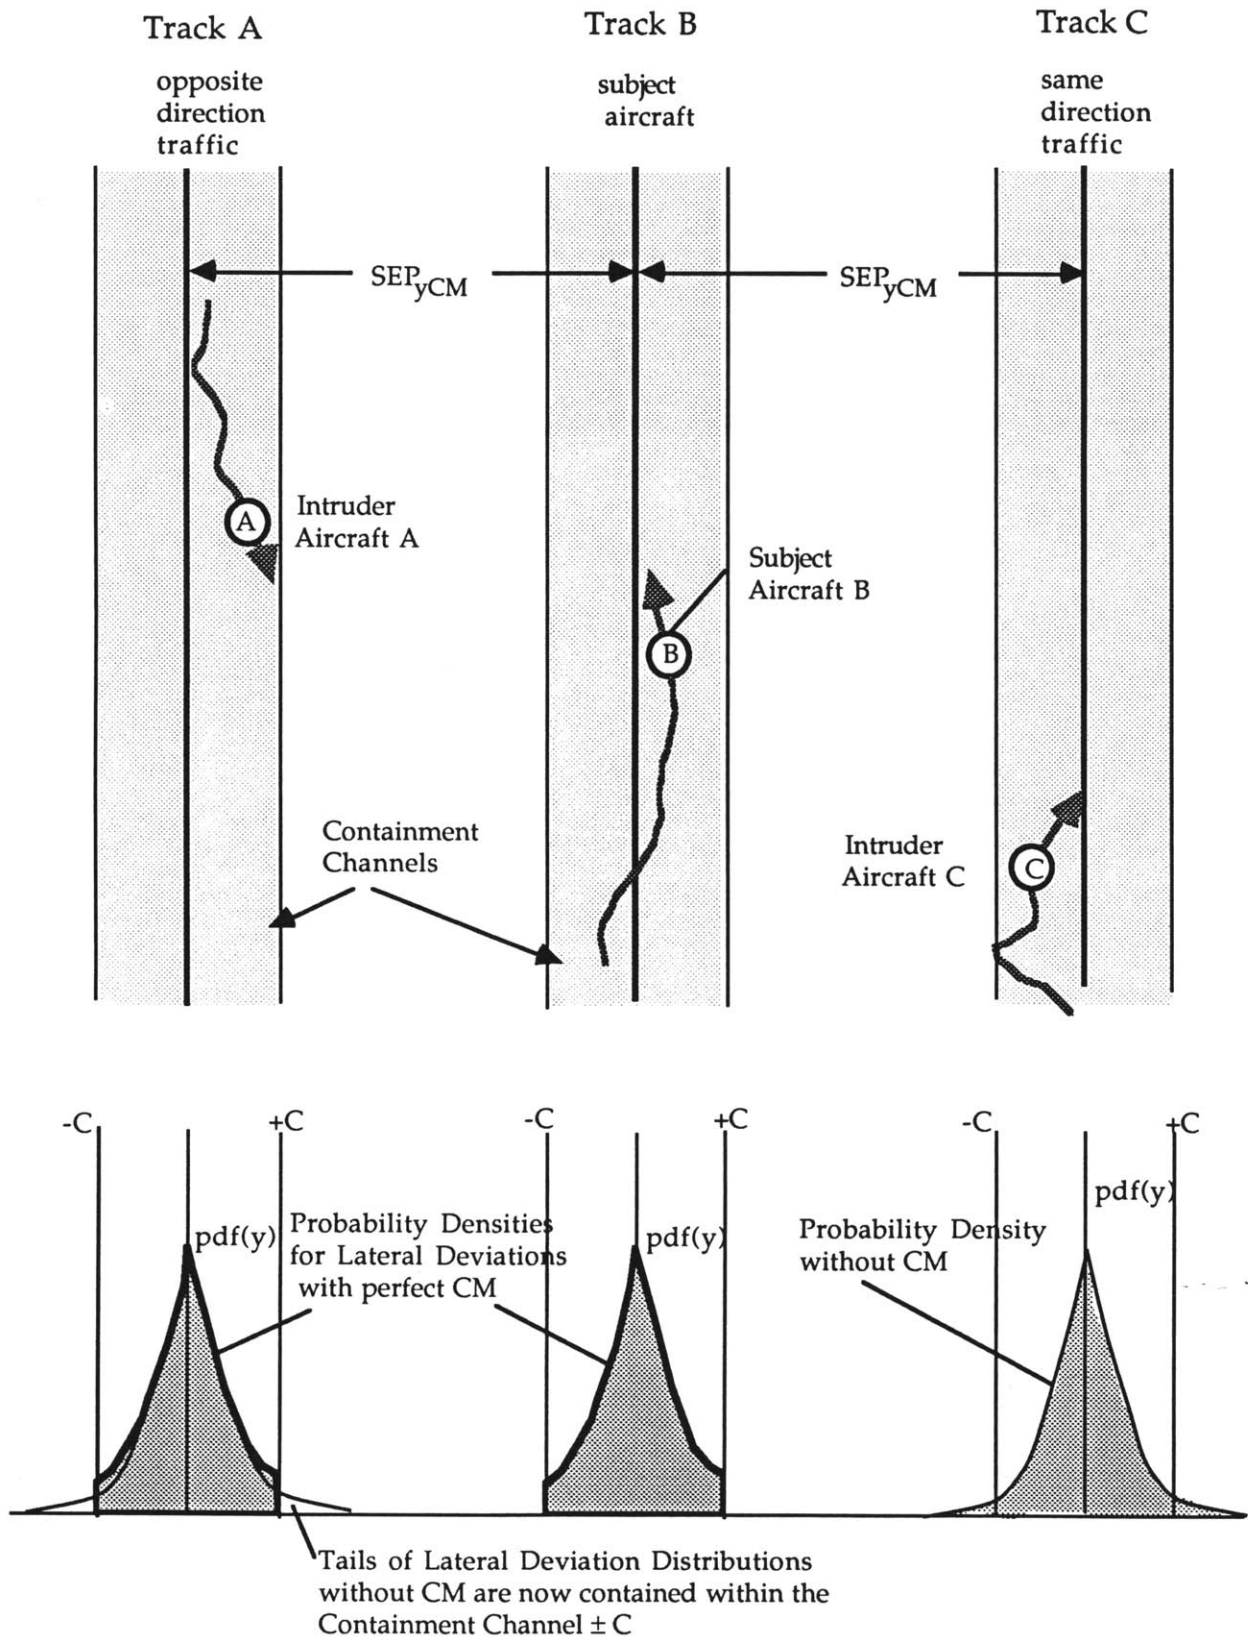 Track A
Track B
Track C
opposite
direction
traffic
subject
aircraft
same
direction
traffic
SEPyCM
SEPyCM
A
Intruder
Aircraft A
Subject
Aircraft B
B
Containment
Channels
Intruder
Aircraft C
C
-C
+C
-C
+C
-C
+C
pdf(y)
Probability Densities
for Lateral Deviations
with perfect CM
pdf(y)
Probability Density
without CM
pdf(y)
Tails of Lateral Deviation Distributions
without CM are now contained within the
Containment Channel ± C